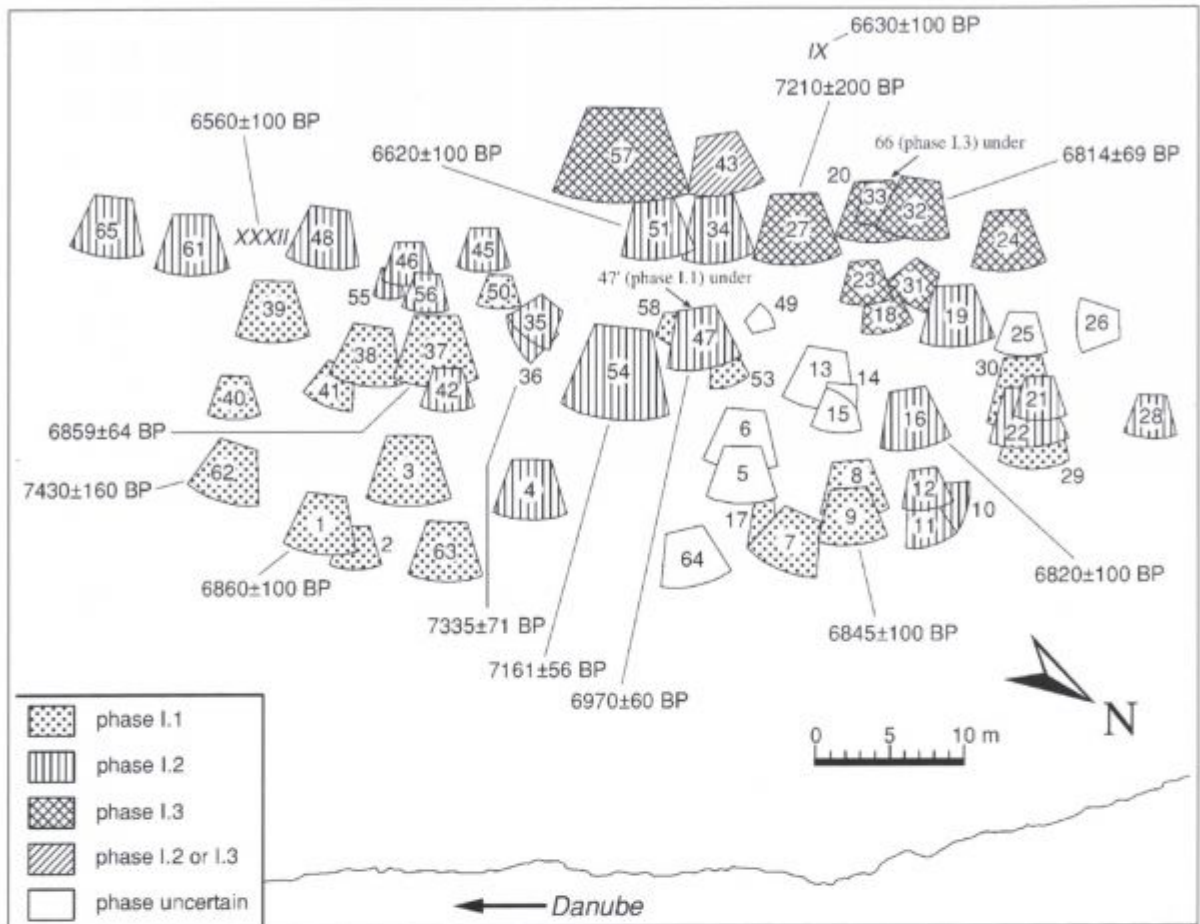 6630±100 BP
IX
7210±200 BP
6560±100 BP
6620±100 BP
66 (phase I.3) under
6814±69 BP
57
43
20
33
32
65
61
XXXII
48
51
34
27
24
46
45
55
56
50
47' (phase I.1) under
58
49
23
31
18
19
39
35
36
38
37
54
47
53
25
26
30
41
42
40
13
14
15
16
21
22
28
29
6859±64 BP
62
7430±160 BP
3
4
6
5
8
9
12
11
10
1
2
63
17
7
64
6860±100 BP
7335±71 BP
7161±56 BP
6970±60 BP
6845±100 BP
6820±100 BP
N
0 5 10 m
phase I.1
phase I.2
phase I.3
phase I.2 or I.3
phase uncertain
Danube